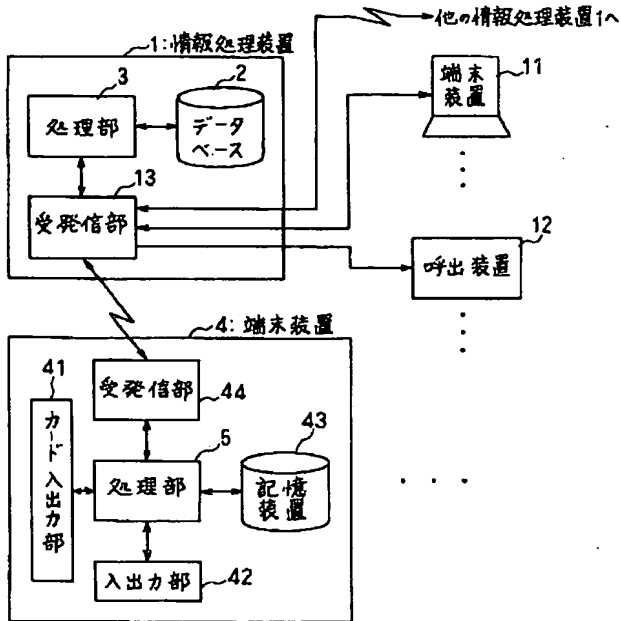 他の情報処理装置1へ
1:情報処理装置
3
2
11
処理部
データ
ベース
端末
装置
13
受発信部
12
呼出装置
4:端末装置
41
受発信部
44
カード入出力部
5
43
処理部
記憶
装置
入出力部
42